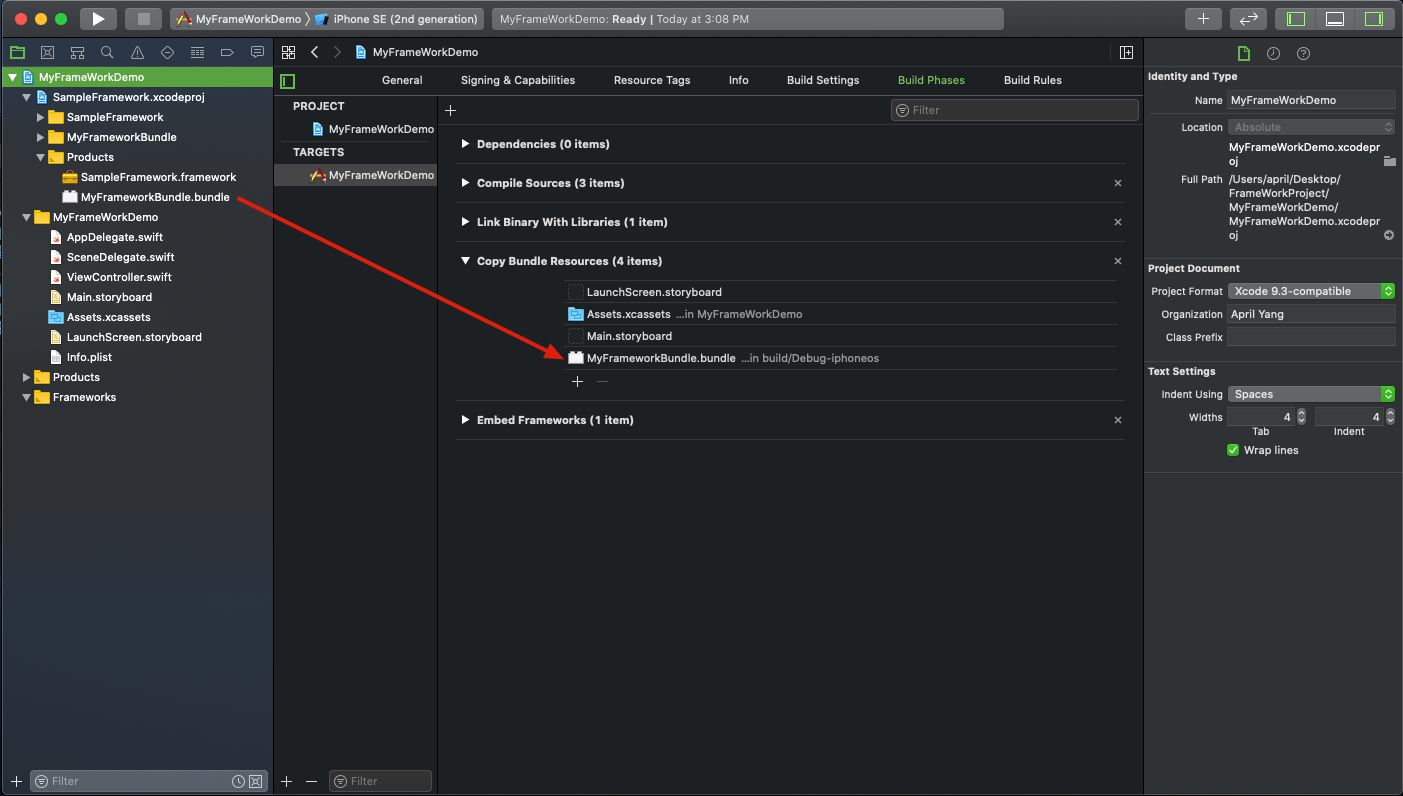 MyFrameWorkDemo
iPhone SE (2nd generation)
MyFrameWorkDemo: Ready | Today at 3:08 PM
MyFrameWorkDemo
SampleFramework.xcodeproj
SampleFramework
MyFrameworkBundle
Products
SampleFramework.framework
MyFrameworkBundle.bundle
MyFrameWorkDemo
AppDelegate.swift
SceneDelegate.swift
ViewController.swift
Main.storyboard
Assets.xcassets
LaunchScreen.storyboard
Info.plist
Products
Frameworks
Filter
MyFrameWorkDemo
General
Signing & Capabilities
Resource Tags
Info
Build Settings
Build Phases
Build Rules
PROJECT
MyFrameWorkDemo
TARGETS
MyFrameWorkDemo
Filter
Filter
Dependencies (0 items)
Compile Sources (3 items)
Link Binary With Libraries (1 item)
Copy Bundle Resources (4 items)
LaunchScreen.storyboard
Assets.xcassets ...in MyFrameWorkDemo
Main.storyboard
MyFrameworkBundle.bundle ...in build/Debug-iphoneos
Embed Frameworks (1 item)
Identity and Type
Name MyFrameWorkDemo
Location Absolute
MyFrameWorkDemo.xcodepr
oj
Full Path /Users/april/Desktop/
FrameWorkProject/
MyFrameWorkDemo/
MyFrameWorkDemo.xcodepr
oj
Project Document
Project Format Xcode 9.3-compatible
Organization April Yang
Class Prefix
Text Settings
Indent Using Spaces
Widths 4 4
Tab Indent
Wrap lines